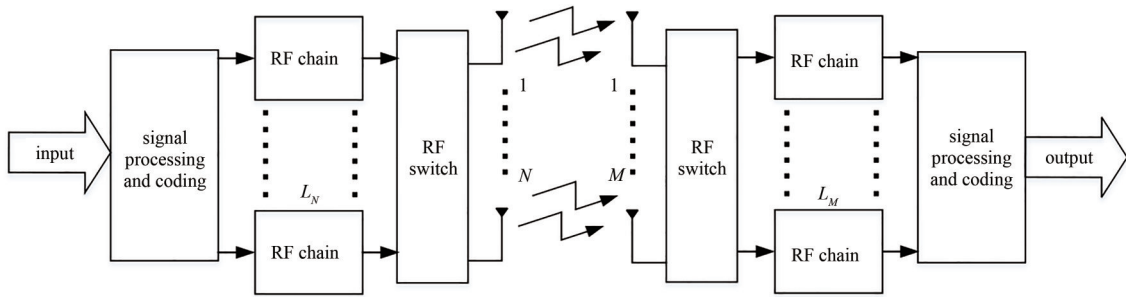 input
signal
processing
and coding
RF chain
L_N
RF chain
RF
switch
1
N
1
M
RF
switch
RF chain
L_M
RF chain
signal
processing
and coding
output